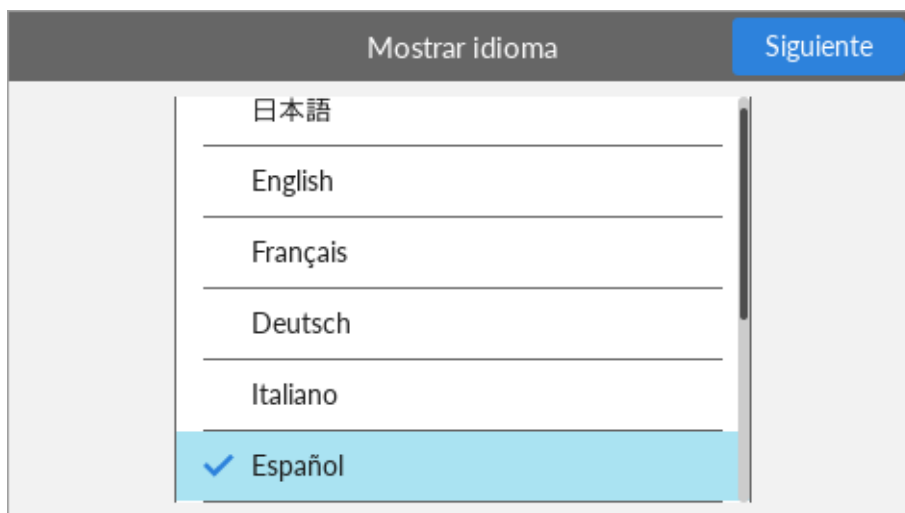 Mostrar idioma
Siguiente
日本語
English
Français
Deutsch
Italiano
Español